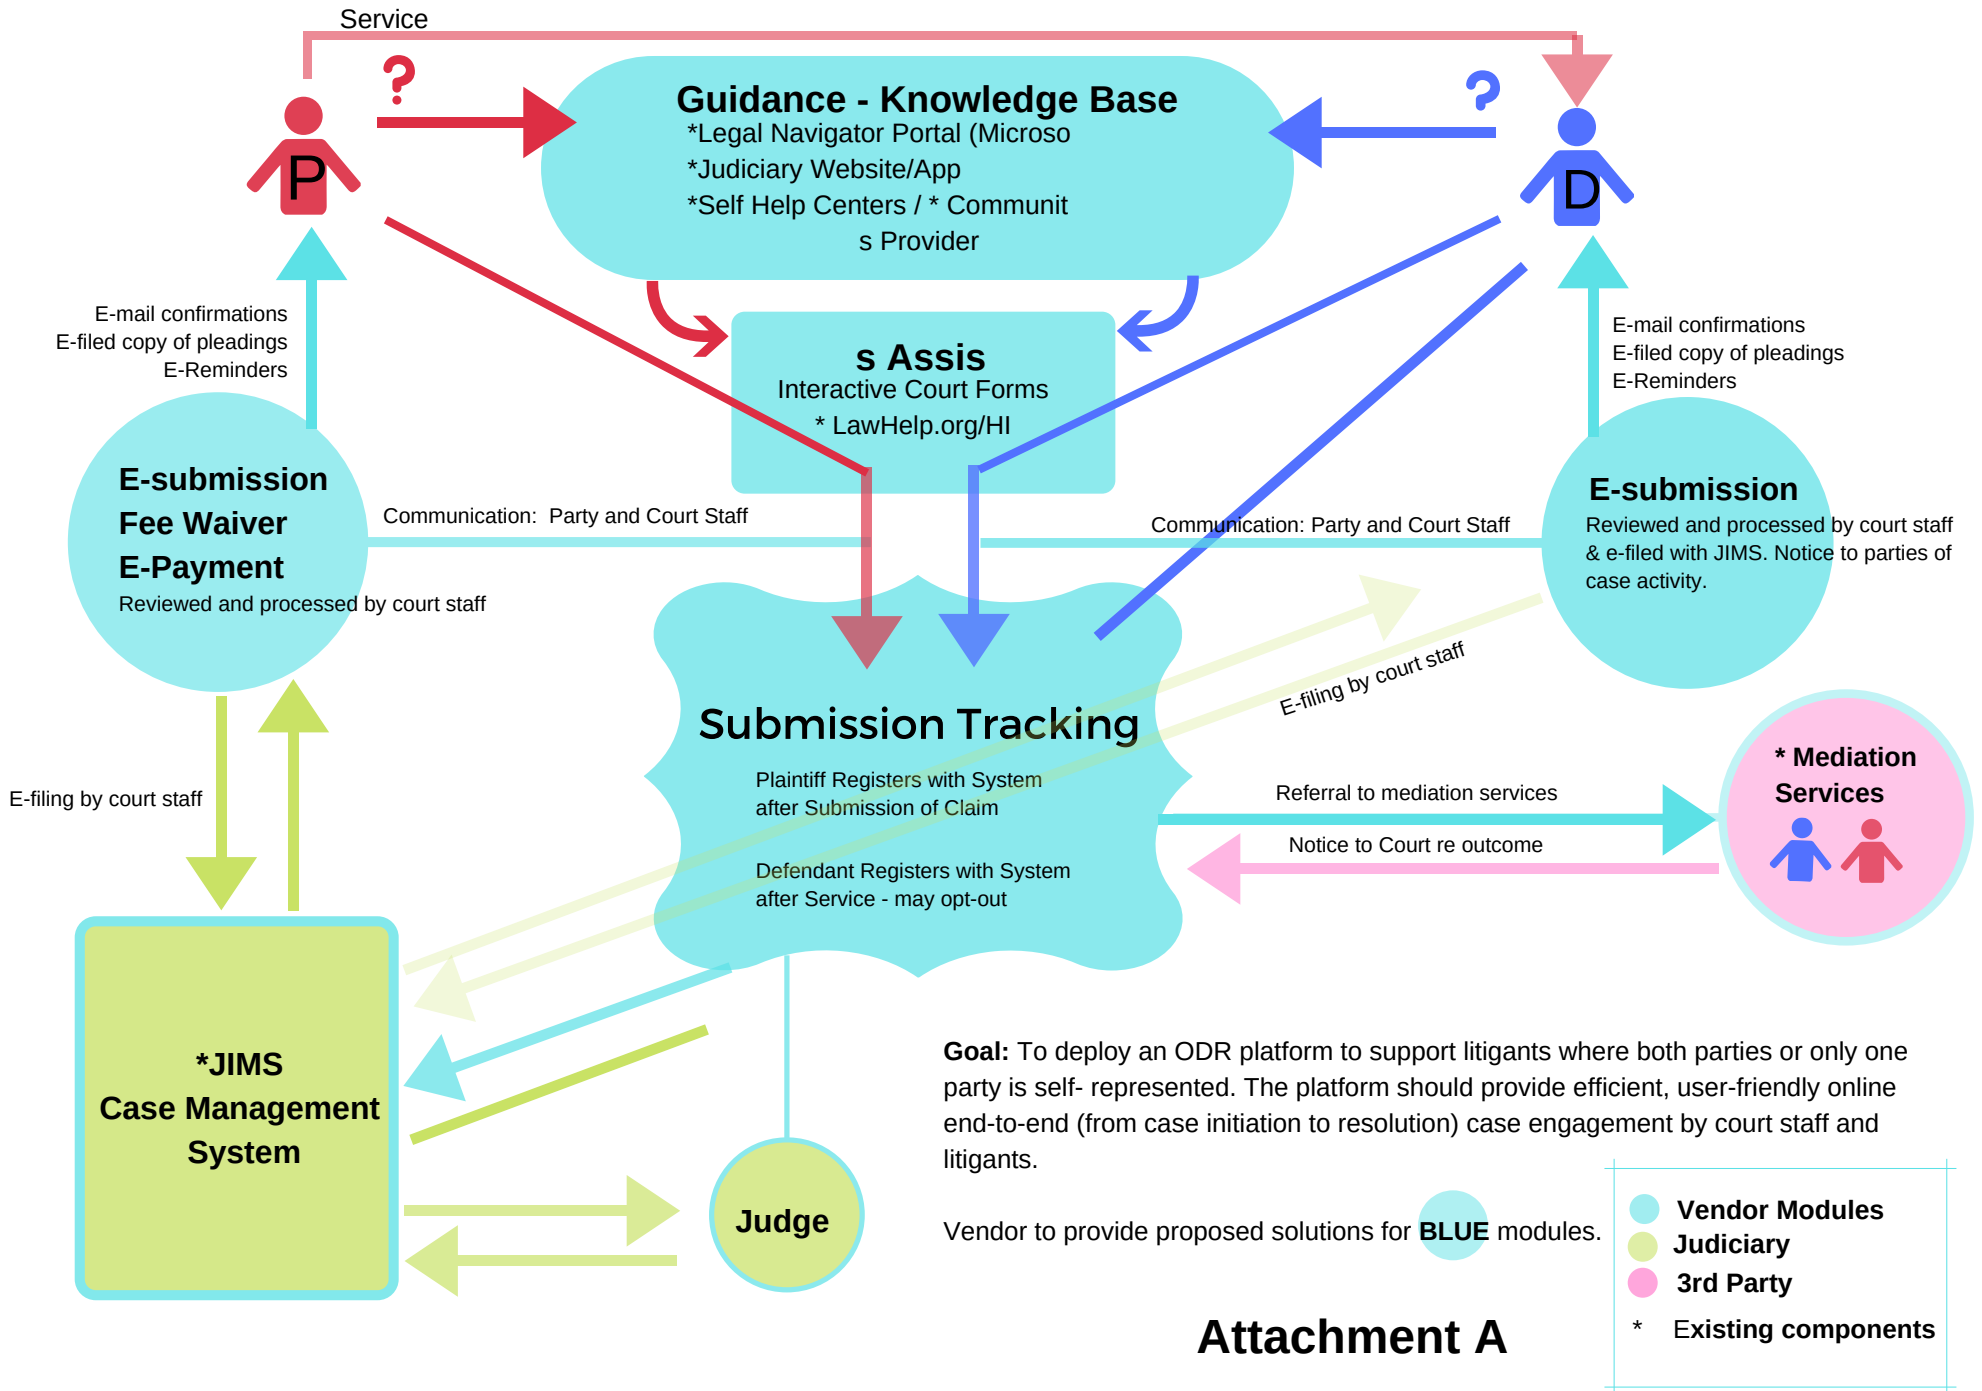 Service
?
?
P
D
Guidance - Knowledge Base
*Legal Navigator Portal (Microso
*Judiciary Website/App
*Self Help Centers / * Communit
s Provider
E-mail confirmations
E-filed copy of pleadings
E-Reminders
s Assis
Interactive Court Forms
* LawHelp.org/HI
E-mail confirmations
E-filed copy of pleadings
E-Reminders
E-submission
Fee Waiver
E-Payment
Reviewed and processed by court staff
Communication:  Party and Court Staff
Communication: Party and Court Staff
E-submission
Reviewed and processed by court staff
& e-filed with JIMS. Notice to parties of
case activity.
E-filing by court staff
E-filing by court staff
Submission Tracking
Plaintiff Registers with System
after Submission of Claim
Defendant Registers with System
after Service - may opt-out
Referral to mediation services
Notice to Court re outcome
* Mediation
Services
*JIMS
Case Management
System
Judge
Goal: To deploy an ODR platform to support litigants where both parties or only one
party is self- represented. The platform should provide efficient, user-friendly online
end-to-end (from case initiation to resolution) case engagement by court staff and
litigants.
Vendor to provide proposed solutions for BLUE modules.
Vendor Modules
Judiciary
3rd Party
* Existing components
Attachment A